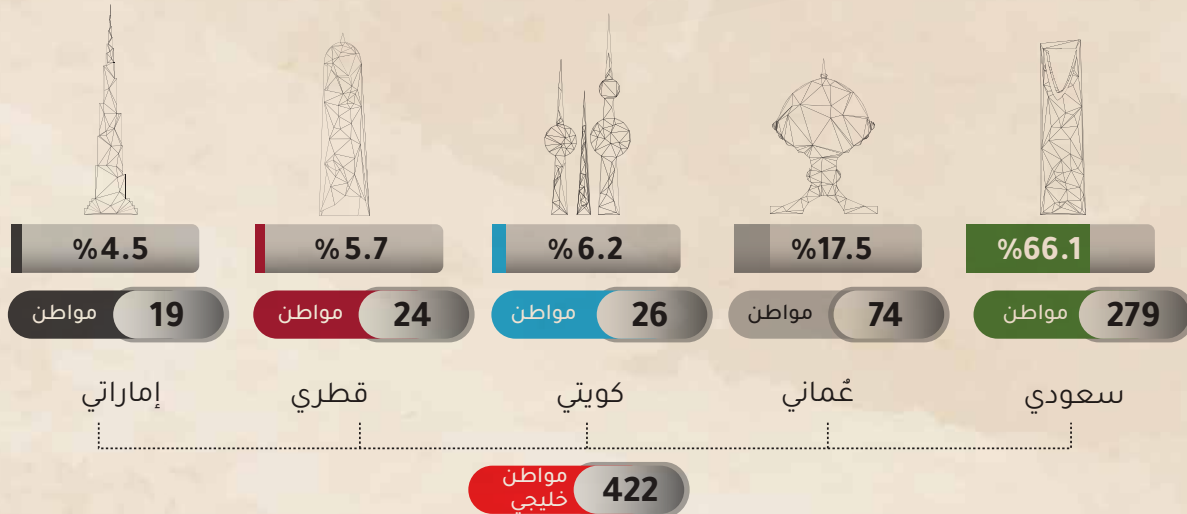 %66.1 %17.5 %6.2 %5.7 %4.5
279 مواطن 74 مواطن 26 مواطن 24 مواطن 19 مواطن
سعودي عُماني كويتي قطري إماراتي
422 مواطن
خليجي